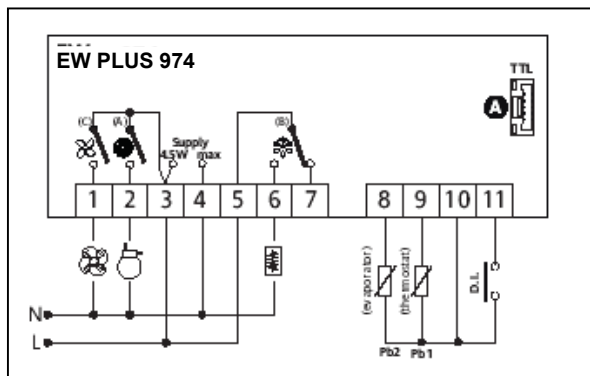 EW PLUS 974
TTL
A
(C) (A) (B)
Supply
4.5W max
1 2 3 4 5 6 7 8 9 10 11
(evaporator)
(thermostat)
D.I.
N
L
Pb2 Pb1